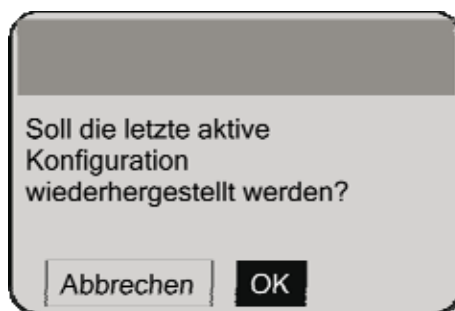 Soll die letzte aktive
Konfiguration
wiederhergestellt werden?
Abbrechen OK